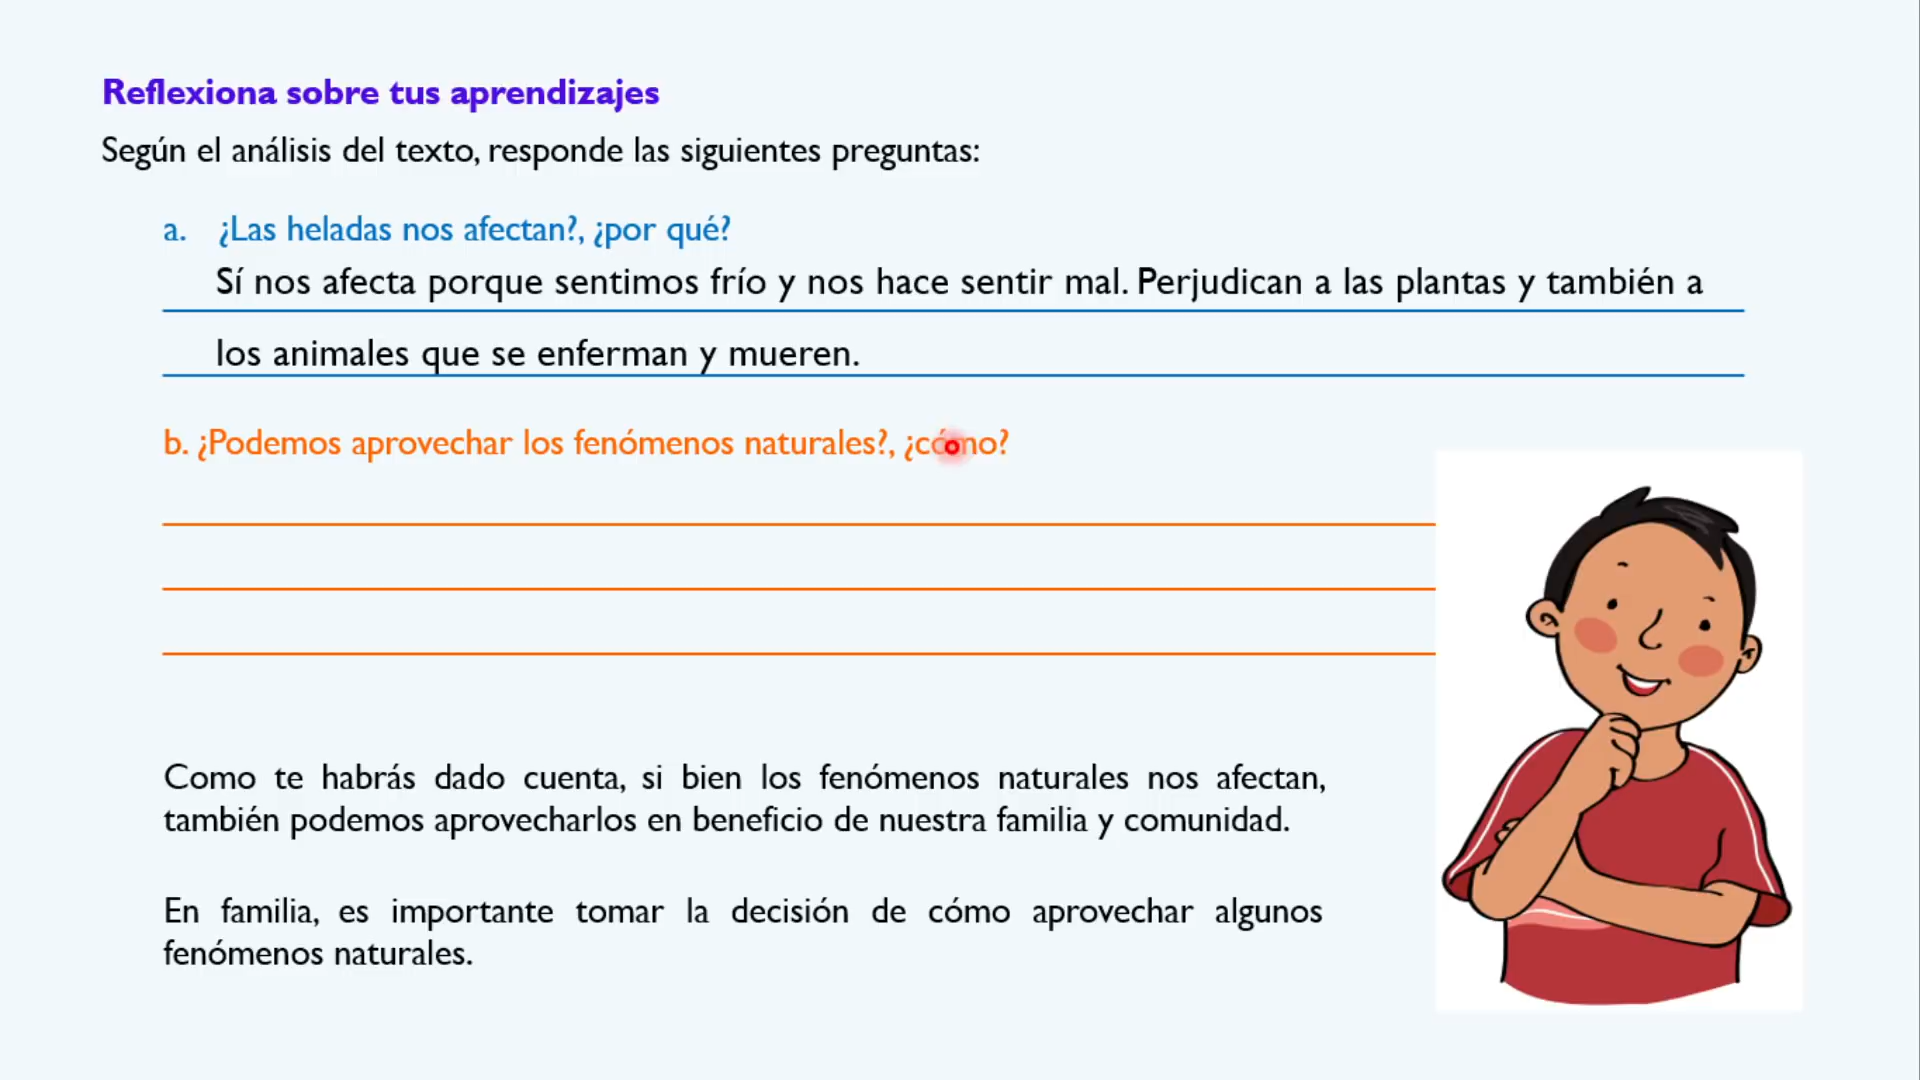 Reflexiona sobre tus aprendizajes
Según el análisis del texto, responde las siguientes preguntas:
a. ¿Las heladas nos afectan?, ¿por qué?
Sí nos afecta porque sentimos frío y nos hace sentir mal. Perjudican a las plantas y también a
los animales que se enferman y mueren.
b. ¿Podemos aprovechar los fenómenos naturales?, ¿cómo?
Como te habrás dado cuenta, si bien los fenómenos naturales nos afectan,
también podemos aprovecharlos en beneficio de nuestra familia y comunidad.
En familia, es importante tomar la decisión de cómo aprovechar algunos
fenómenos naturales.